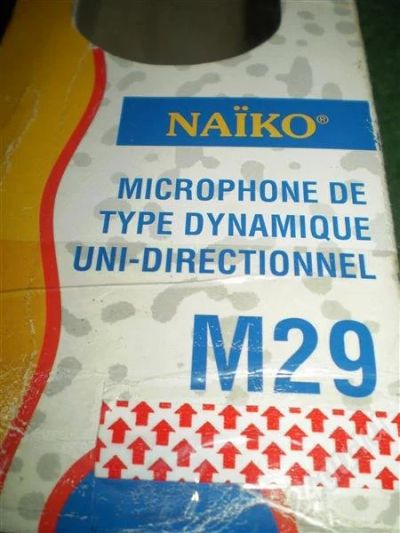 NAÏKO®
MICROPHONE DE
TYPE DYNAMIQUE
UNI-DIRECTIONNEL
M29